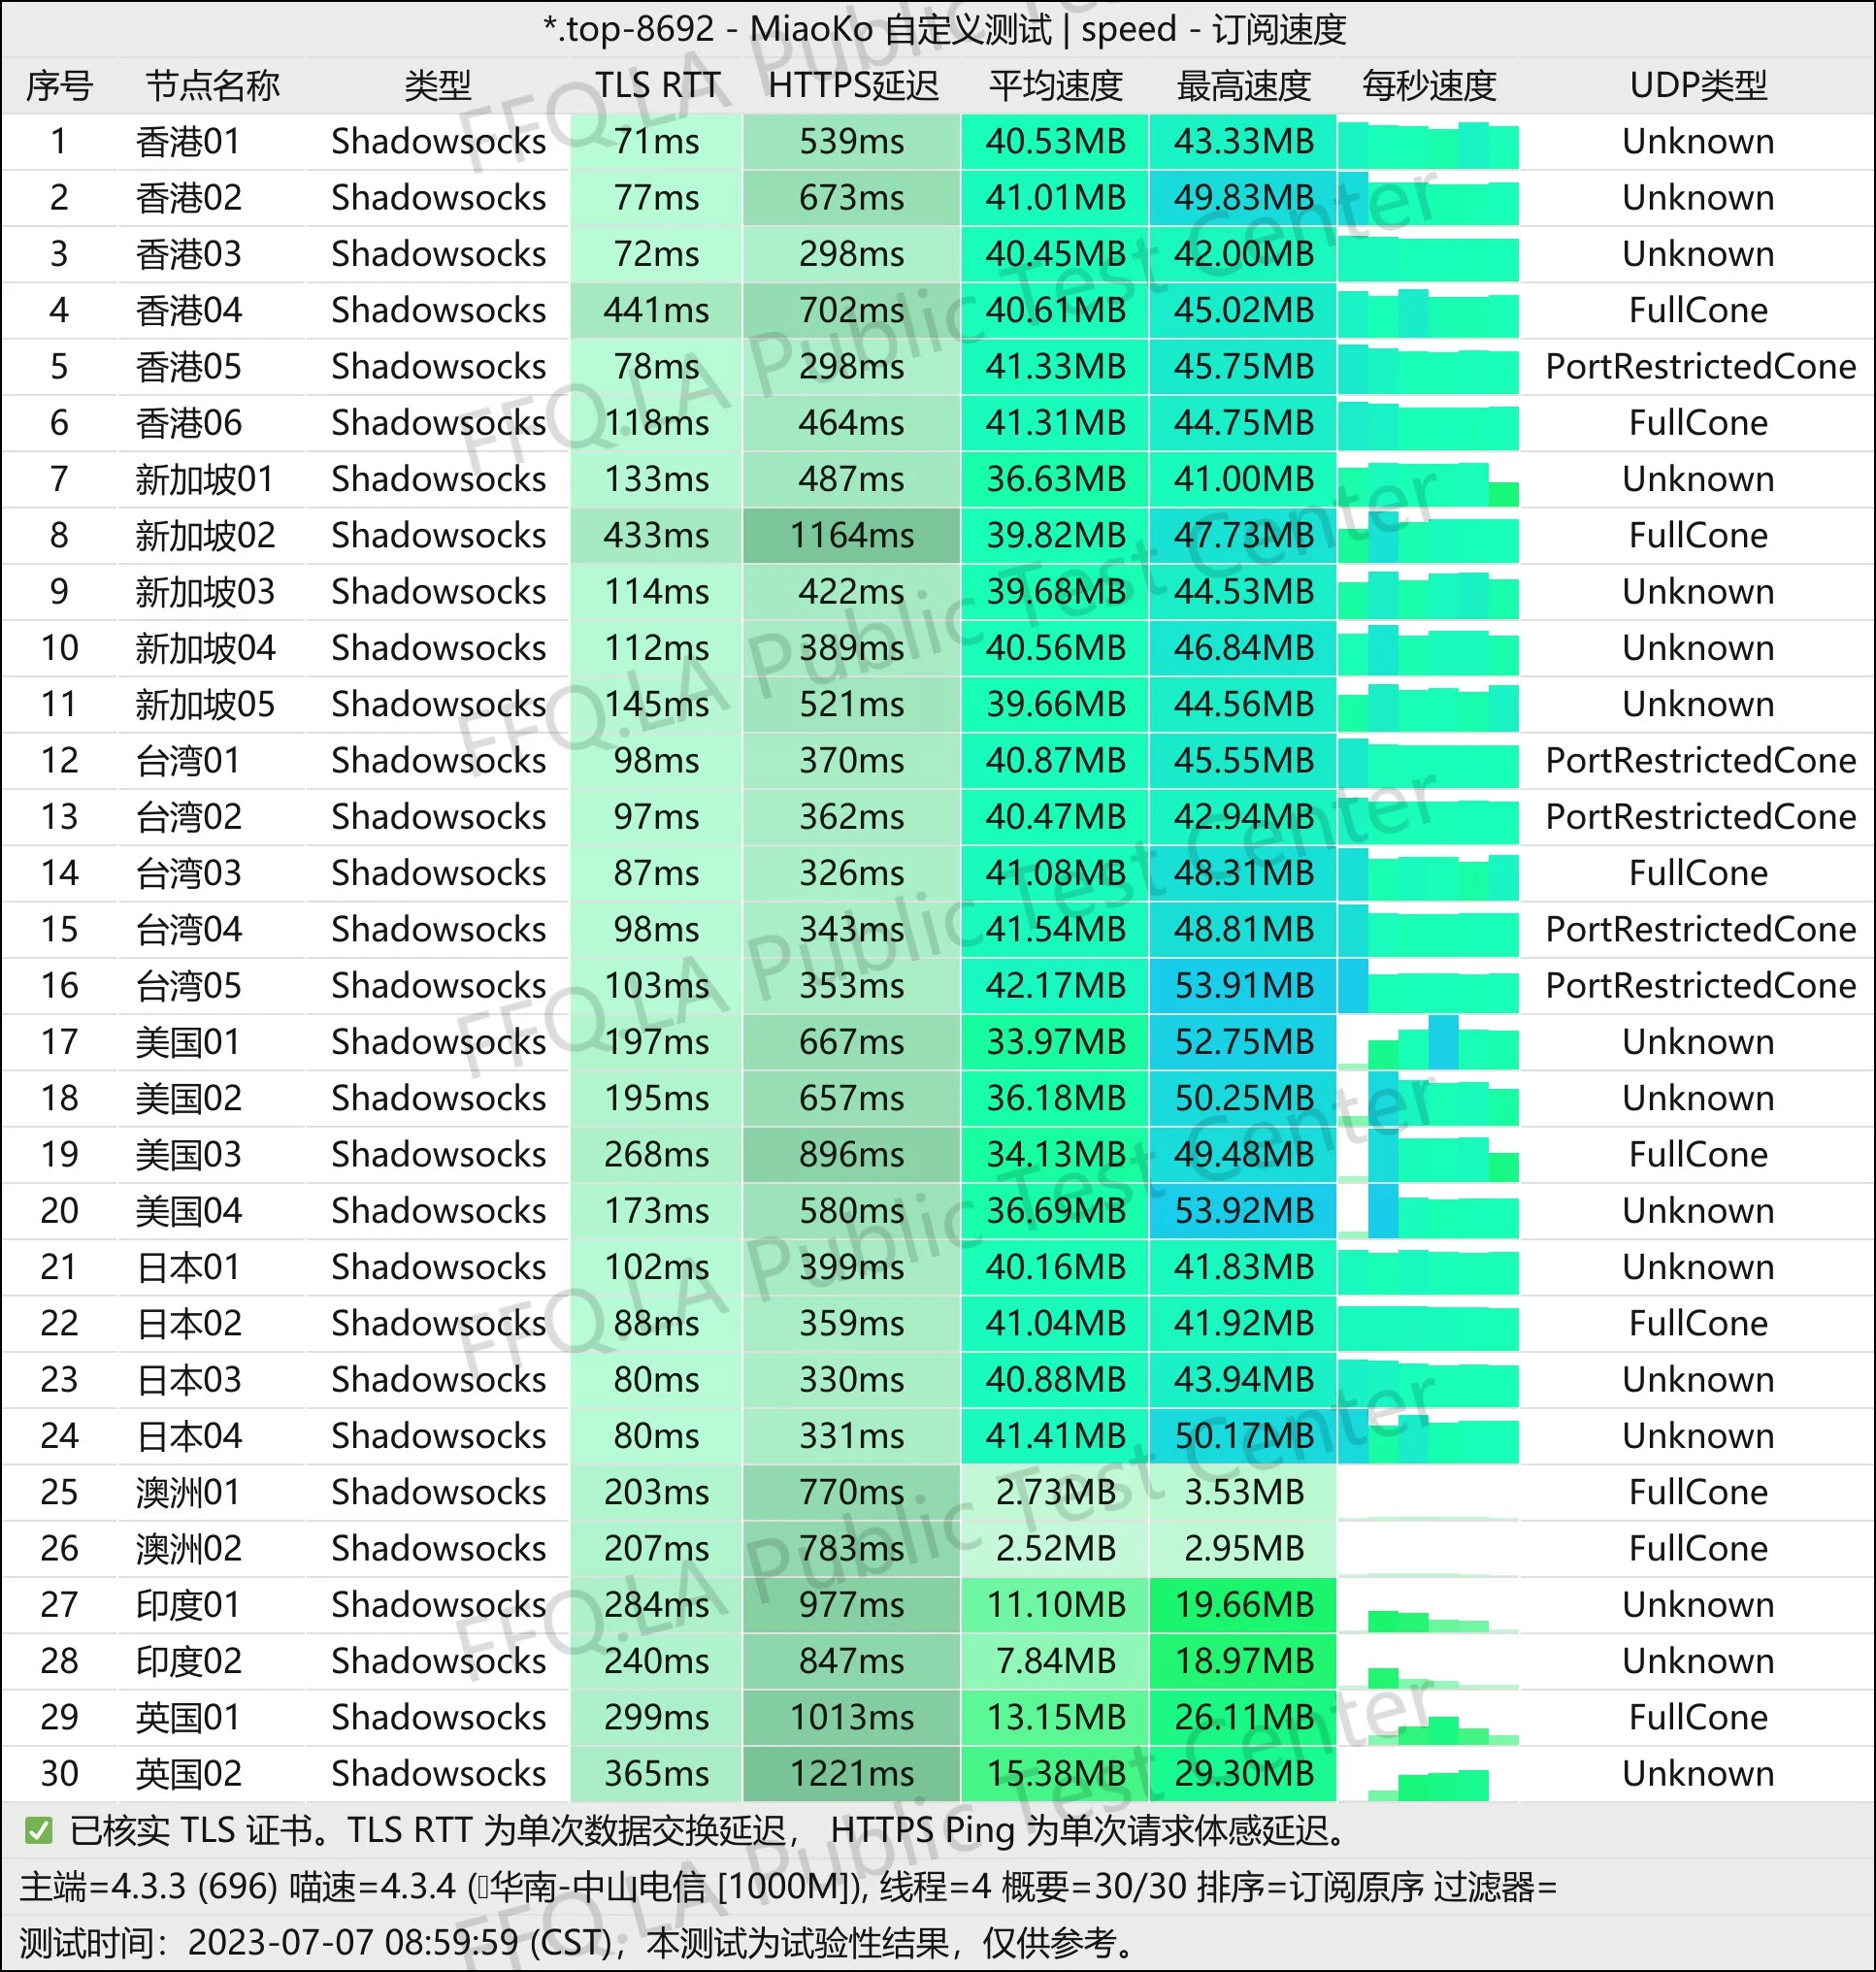 *.top-8692 - MiaoKo 自定义测试 | speed - 订阅速度
序号 节点名称 类型 TLS RTT HTTPS延迟 平均速度 最高速度 每秒速度 UDP类型
1 香港01 Shadowsocks 71ms 539ms 40.53MB 43.33MB Unknown
2 香港02 Shadowsocks 77ms 673ms 41.01MB 49.83MB Unknown
3 香港03 Shadowsocks 72ms 298ms 40.45MB 42.00MB Unknown
4 香港04 Shadowsocks 441ms 702ms 40.61MB 45.02MB FullCone
5 香港05 Shadowsocks 78ms 298ms 41.33MB 45.75MB PortRestrictedCone
6 香港06 Shadowsocks 118ms 464ms 41.31MB 44.75MB FullCone
7 新加坡01 Shadowsocks 133ms 487ms 36.63MB 41.00MB Unknown
8 新加坡02 Shadowsocks 433ms 1164ms 39.82MB 47.73MB FullCone
9 新加坡03 Shadowsocks 114ms 422ms 39.68MB 44.53MB Unknown
10 新加坡04 Shadowsocks 112ms 389ms 40.56MB 46.84MB Unknown
11 新加坡05 Shadowsocks 145ms 521ms 39.66MB 44.56MB Unknown
12 台湾01 Shadowsocks 98ms 370ms 40.87MB 45.55MB PortRestrictedCone
13 台湾02 Shadowsocks 97ms 362ms 40.47MB 42.94MB PortRestrictedCone
14 台湾03 Shadowsocks 87ms 326ms 41.08MB 48.31MB FullCone
15 台湾04 Shadowsocks 98ms 343ms 41.54MB 48.81MB PortRestrictedCone
16 台湾05 Shadowsocks 103ms 353ms 42.17MB 53.91MB PortRestrictedCone
17 美国01 Shadowsocks 197ms 667ms 33.97MB 52.75MB Unknown
18 美国02 Shadowsocks 195ms 657ms 36.18MB 50.25MB Unknown
19 美国03 Shadowsocks 268ms 896ms 34.13MB 49.48MB FullCone
20 美国04 Shadowsocks 173ms 580ms 36.69MB 53.92MB Unknown
21 日本01 Shadowsocks 102ms 399ms 40.16MB 41.83MB Unknown
22 日本02 Shadowsocks 88ms 359ms 41.04MB 41.92MB FullCone
23 日本03 Shadowsocks 80ms 330ms 40.88MB 43.94MB Unknown
24 日本04 Shadowsocks 80ms 331ms 41.41MB 50.17MB Unknown
25 澳洲01 Shadowsocks 203ms 770ms 2.73MB 3.53MB FullCone
26 澳洲02 Shadowsocks 207ms 783ms 2.52MB 2.95MB FullCone
27 印度01 Shadowsocks 284ms 977ms 11.10MB 19.66MB Unknown
28 印度02 Shadowsocks 240ms 847ms 7.84MB 18.97MB Unknown
29 英国01 Shadowsocks 299ms 1013ms 13.15MB 26.11MB FullCone
30 英国02 Shadowsocks 365ms 1221ms 15.38MB 29.30MB Unknown
✅ 已核实 TLS 证书。TLS RTT 为单次数据交换延迟， HTTPS Ping 为单次请求体感延迟。
主端=4.3.3 (696) 喵速=4.3.4 (华南-中山电信 [1000M]), 线程=4 概要=30/30 排序=订阅原序 过滤器=
测试时间：2023-07-07 08:59:59 (CST)，本测试为试验性结果，仅供参考。
FFQ.LA Public Test Center